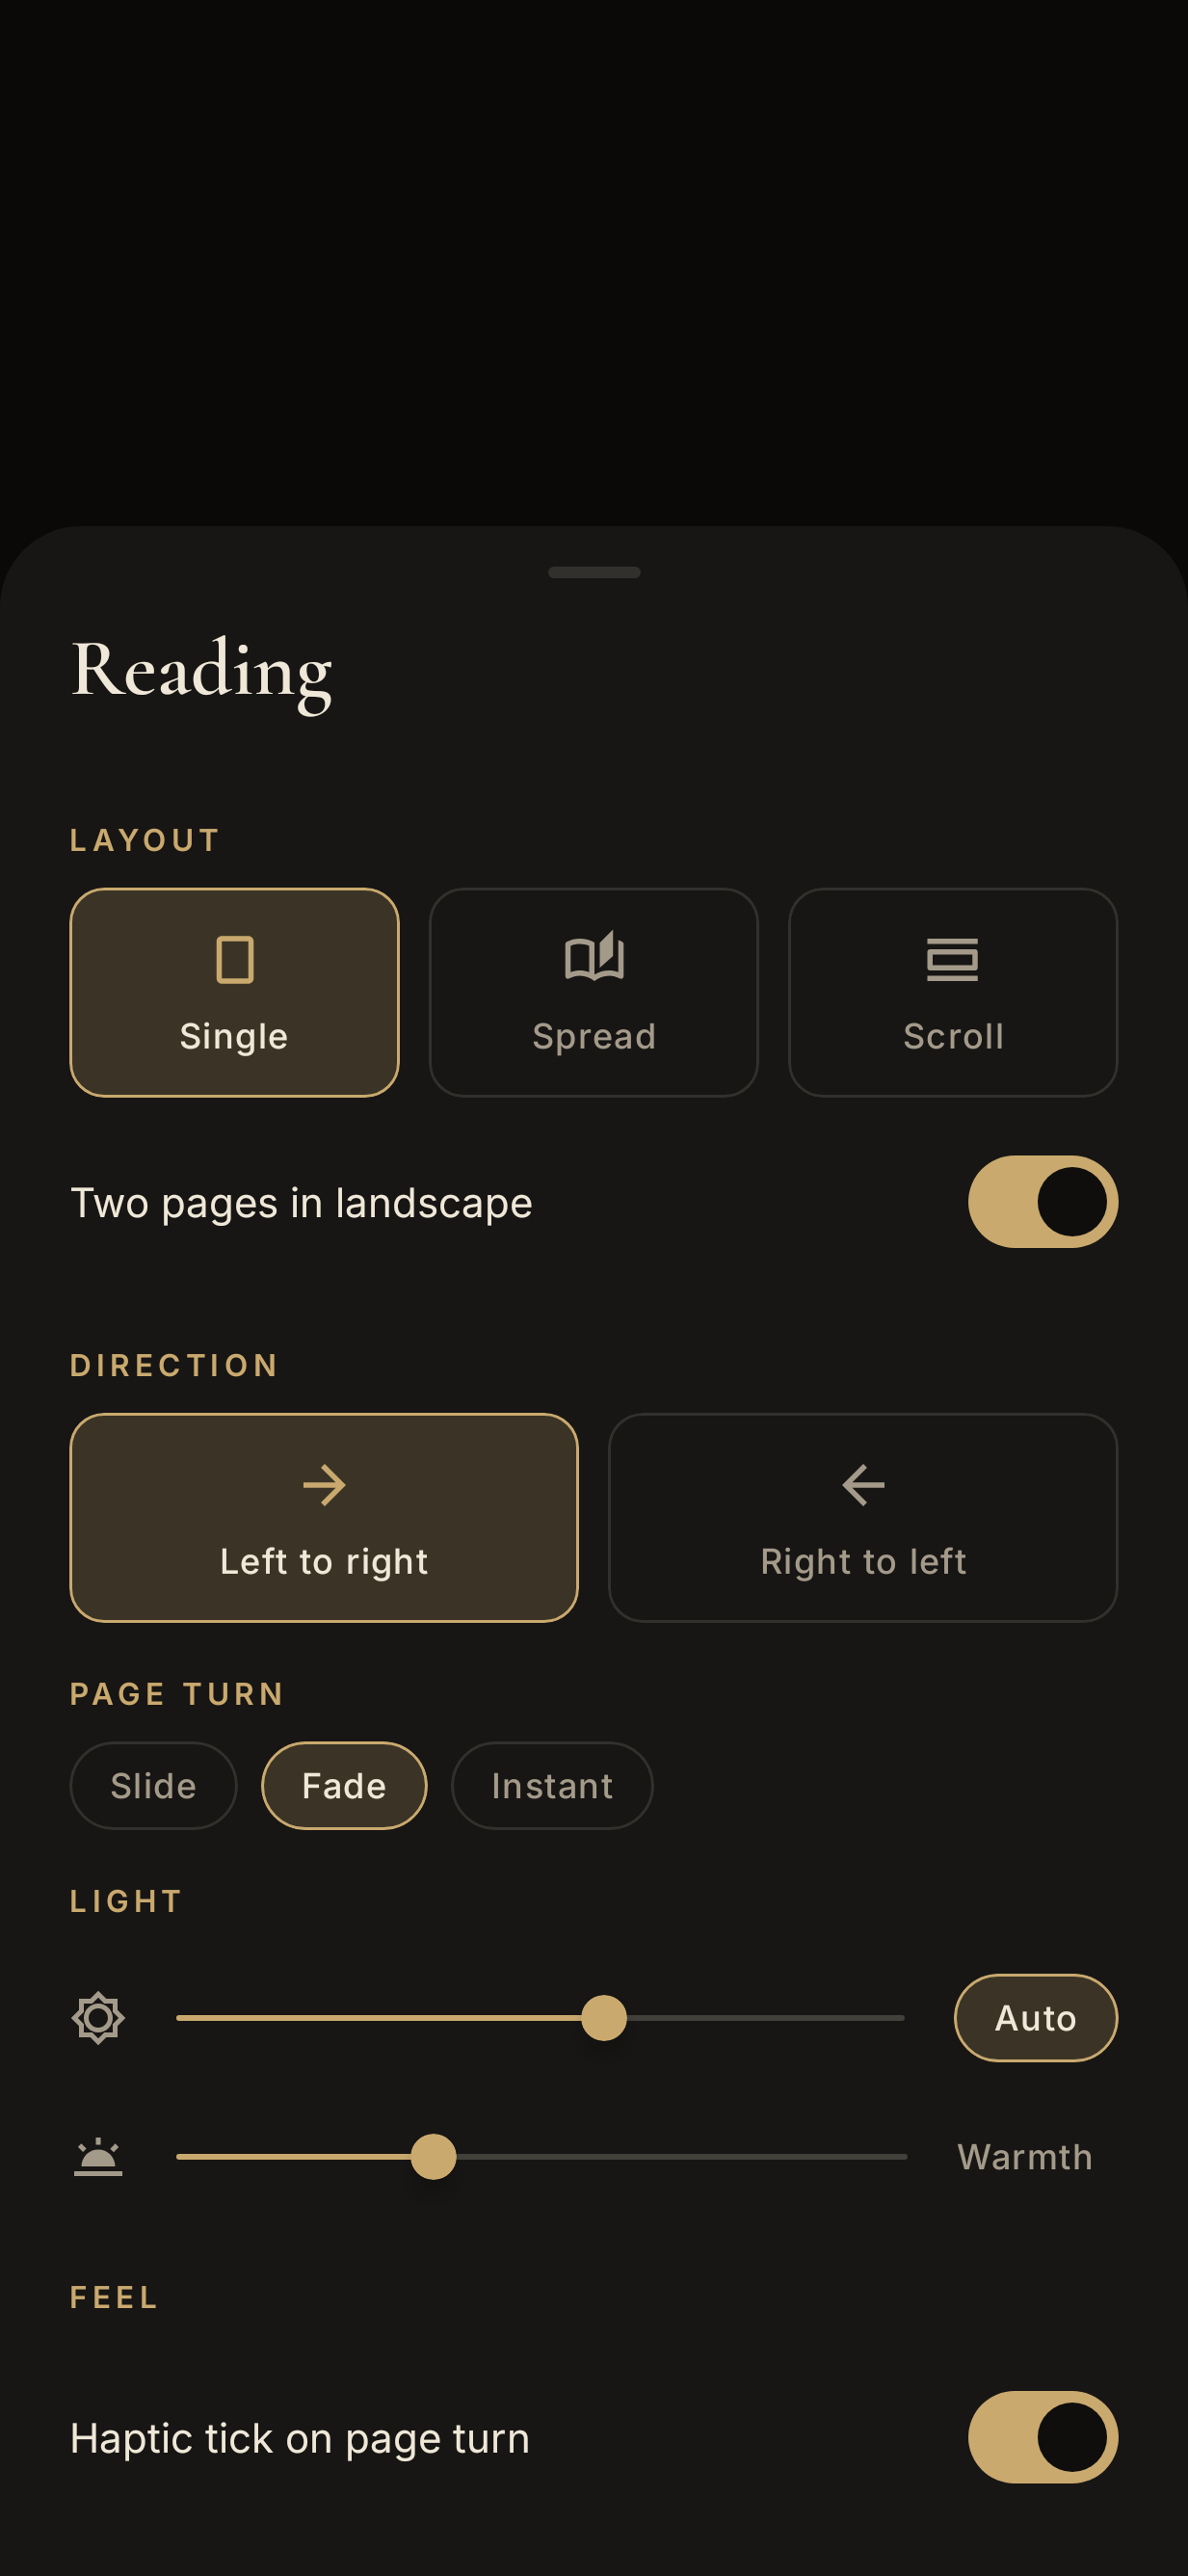 Reading
LAYOUT
Single Spread Scroll
Two pages in landscape
DIRECTION
Left to right Right to left
PAGE TURN
Slide Fade Instant
LIGHT
Auto
Warmth
FEEL
Haptic tick on page turn